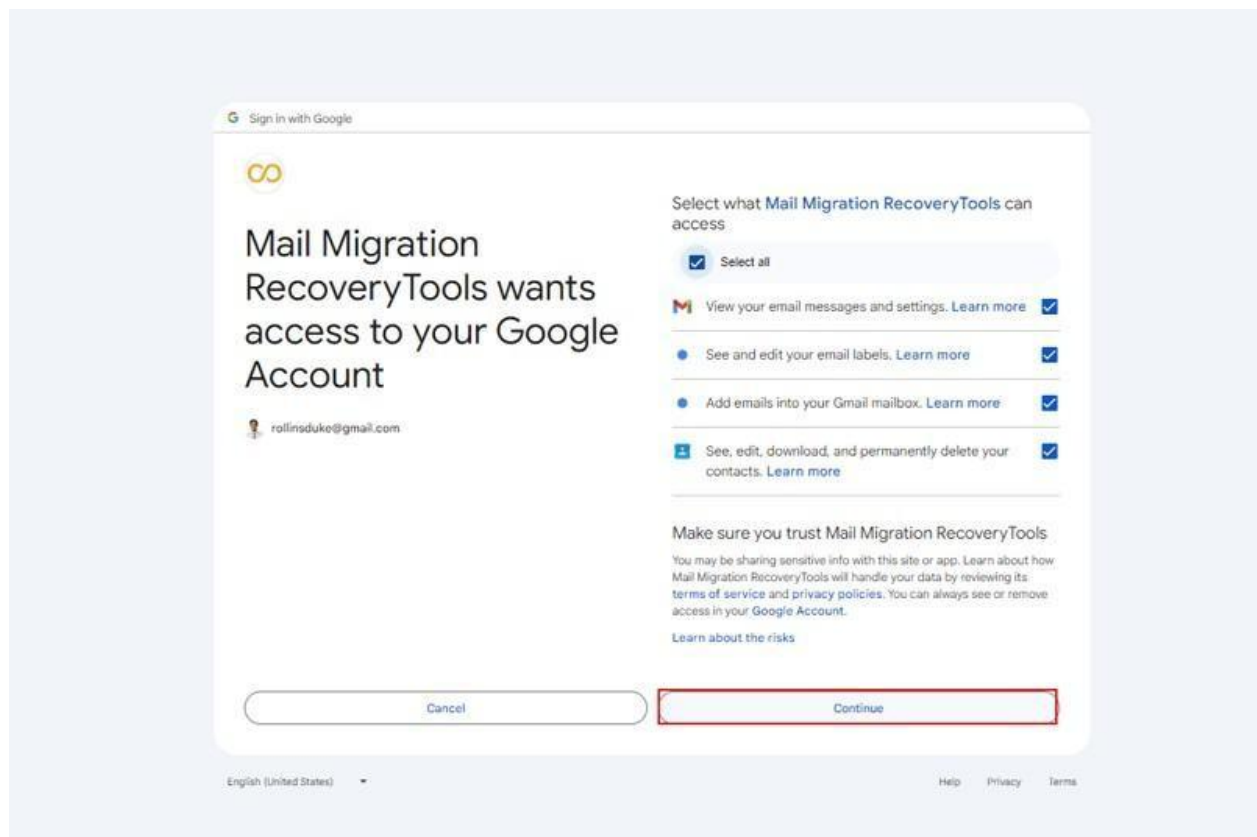 Sign in with Google
Mail Migration
RecoveryTools wants
access to your Google
Account
rollinsduke@gmail.com
Select what Mail Migration RecoveryTools can
access
Select all
View your email messages and settings. Learn more
See and edit your email labels. Learn more
Add emails into your Gmail mailbox. Learn more
See, edit, download, and permanently delete your
contacts. Learn more
Make sure you trust Mail Migration RecoveryTools
You may be sharing sensitive info with this site or app. Learn about how
Mail Migration RecoveryTools will handle your data by reviewing its
terms of service and privacy policies. You can always see or remove
access in your Google Account.
Learn about the risks
Cancel
Continue
English (United States)
Help Privacy Terms